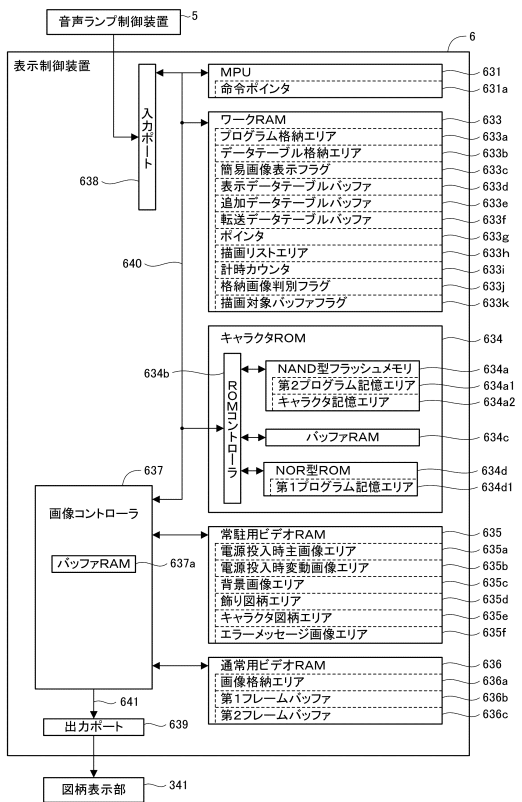 音声ランプ制御装置
5
6
表示制御装置
入力ポート
638
MPU
631
命令ポインタ
631a
ワークRAM
633
プログラム格納エリア
633a
データテーブル格納エリア
633b
簡易画像表示フラグ
633c
表示データテーブルバッファ
633d
追加データテーブルバッファ
633e
転送データテーブルバッファ
633f
ポインタ
633g
描画リストエリア
633h
計時カウンタ
633i
格納画像判別フラグ
633j
描画対象バッファフラグ
633k
640
キャラクタROM
634
634b
ROMコントローラ
NAND型フラッシュメモリ
634a
第2プログラム記憶エリア
634a1
キャラクタ記憶エリア
634a2
バッファRAM
634c
NOR型ROM
634d
第1プログラム記憶エリア
634d1
637
画像コントローラ
バッファRAM
637a
常駐用ビデオRAM
635
電源投入時主画像エリア
635a
電源投入時変動画像エリア
635b
背景画像エリア
635c
飾り図柄エリア
635d
キャラクタ図柄エリア
635e
エラーメッセージ画像エリア
635f
通常用ビデオRAM
636
画像格納エリア
636a
第1フレームバッファ
636b
第2フレームバッファ
636c
641
出力ポート
639
図柄表示部
341